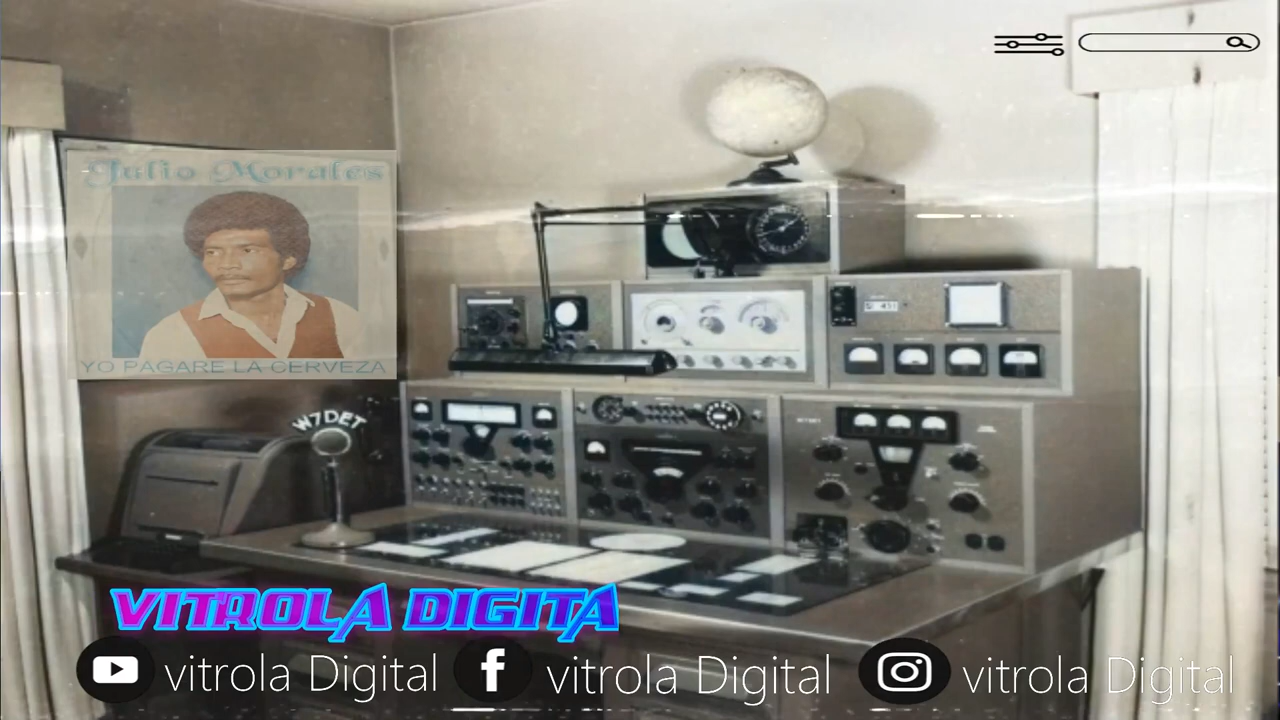 Julio Morales
YO PAGARE LA CERVEZA
W7DET
VITROLA DIGITA
vitrola Digital
vitrola Digital
vitrola Digital